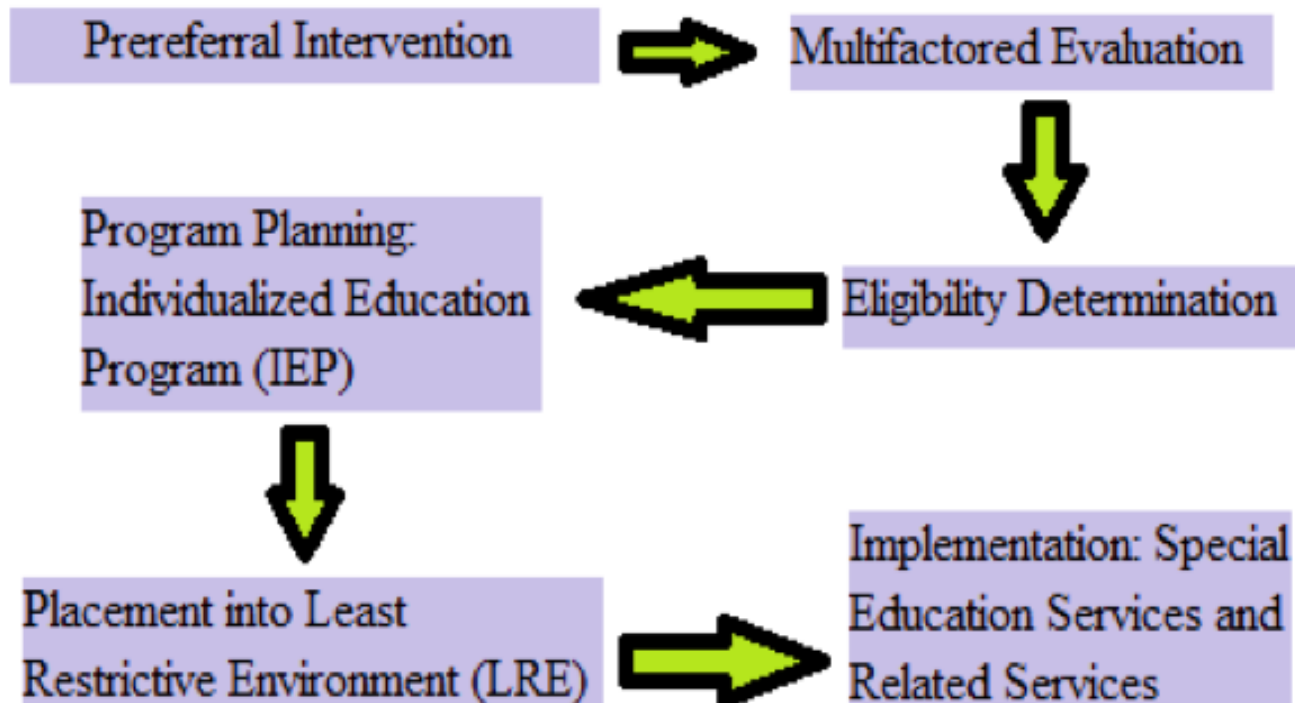 Prereferral Intervention
Multifactored Evaluation
Eligibility Determination
Program Planning:
Individualized Education
Program (IEP)
Placement into Least
Restrictive Environment (LRE)
Implementation: Special
Education Services and
Related Services